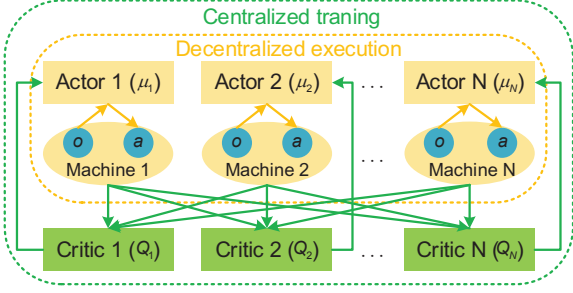 Centralized traning
Decentralized execution
Actor 1 (μ1) Actor 2 (μ2) ... Actor N (μN)
o a o a o a
Machine 1 Machine 2 ... Machine N
Critic 1 (Q1) Critic 2 (Q2) ... Critic N (QN)